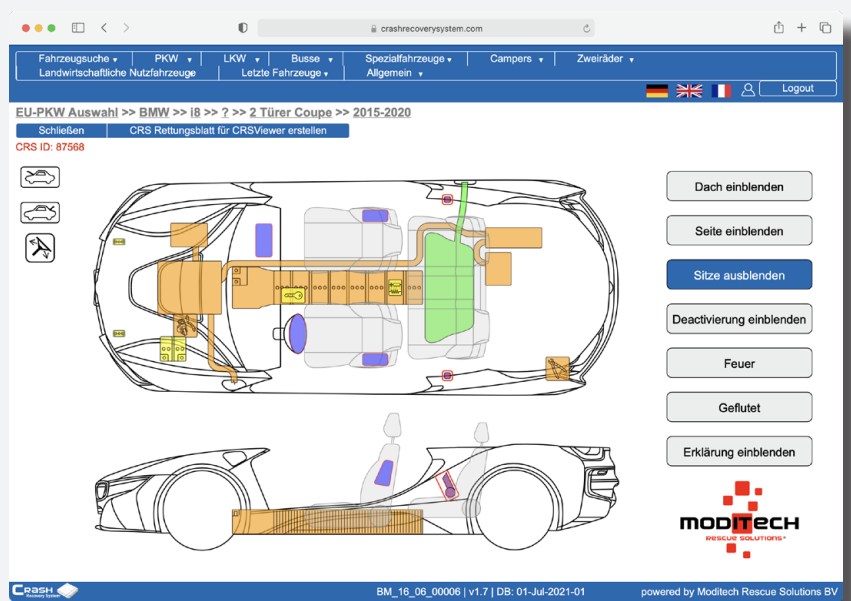 crashrecoverysystem.com
Fahrzeugsuche PKW LKW Busse Spezialfahrzeuge Campers Zweiräder
Landwirtschaftliche Nutzfahrzeuge Letzte Fahrzeuge Allgemein
Logout
EU-PKW Auswahl >> BMW >> i8 >> ? >> 2 Türer Coupe >> 2015-2020
Schließen CRS Rettungsblatt für CRSViewer erstellen
CRS ID: 87568
Dach einblenden
Seite einblenden
Sitze ausblenden
Deactivierung einblenden
Feuer
Geflutet
Erklärung einblenden
MODITECH
RESCUE SOLUTIONS
CRASH
Recovery System
BM_16_06_00006 | v1.7 | DB: 01-Jul-2021-01
powered by Moditech Rescue Solutions BV